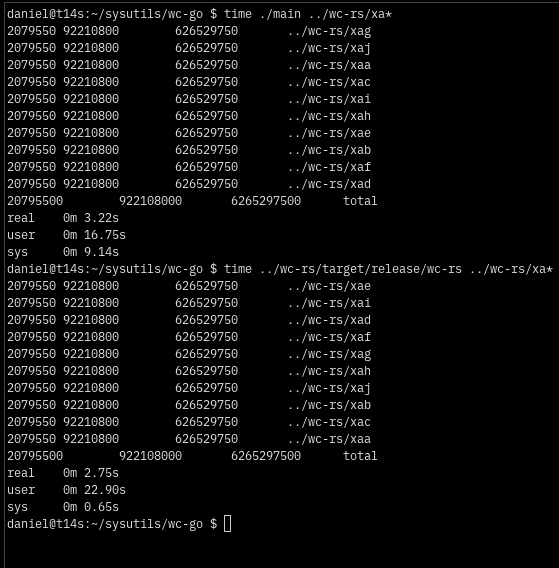 daniel@t14s:~/sysutils/wc-go $ time ./main ../wc-rs/xa*
2079550 92210800        626529750       ../wc-rs/xag
2079550 92210800        626529750       ../wc-rs/xaj
2079550 92210800        626529750       ../wc-rs/xaa
2079550 92210800        626529750       ../wc-rs/xac
2079550 92210800        626529750       ../wc-rs/xai
2079550 92210800        626529750       ../wc-rs/xah
2079550 92210800        626529750       ../wc-rs/xae
2079550 92210800        626529750       ../wc-rs/xab
2079550 92210800        626529750       ../wc-rs/xaf
2079550 92210800        626529750       ../wc-rs/xad
20795500        922108000       6265297500      total
real    0m 3.22s
user    0m 16.75s
sys     0m 9.14s
daniel@t14s:~/sysutils/wc-go $ time ../wc-rs/target/release/wc-rs ../wc-rs/xa*
2079550 92210800        626529750       ../wc-rs/xae
2079550 92210800        626529750       ../wc-rs/xai
2079550 92210800        626529750       ../wc-rs/xad
2079550 92210800        626529750       ../wc-rs/xaf
2079550 92210800        626529750       ../wc-rs/xag
2079550 92210800        626529750       ../wc-rs/xah
2079550 92210800        626529750       ../wc-rs/xaj
2079550 92210800        626529750       ../wc-rs/xab
2079550 92210800        626529750       ../wc-rs/xac
2079550 92210800        626529750       ../wc-rs/xaa
20795500        922108000       6265297500      total
real    0m 2.75s
user    0m 22.90s
sys     0m 0.65s
daniel@t14s:~/sysutils/wc-go $